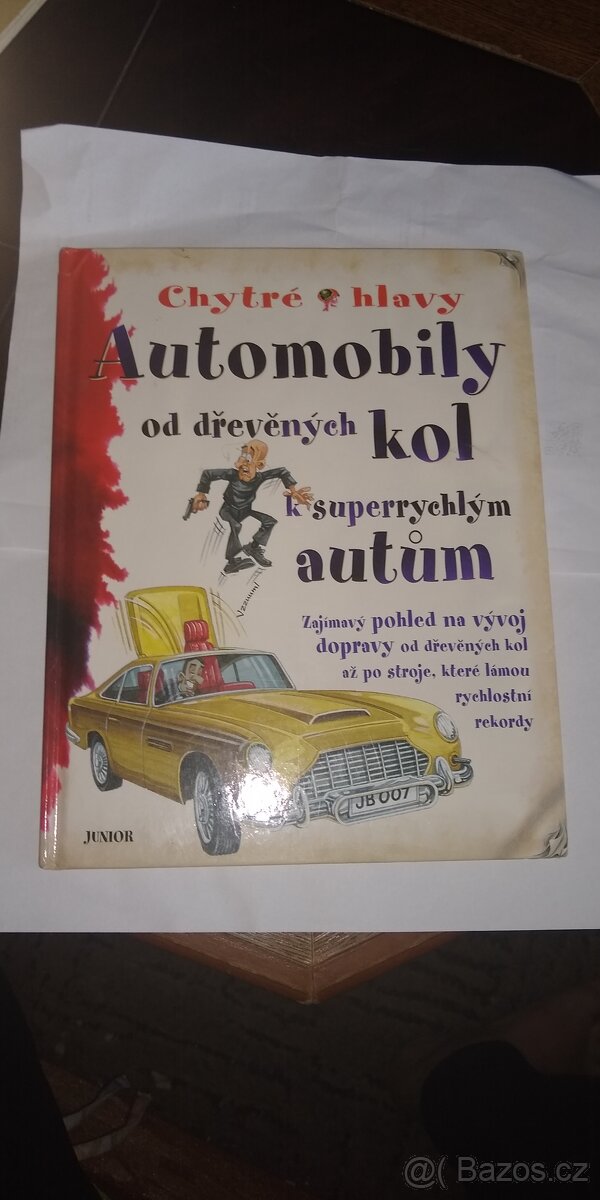 Chytré hlavy
Automobily
od dřevěných kol
k superrychlým
autům
Vzzuum!
Zajímavý pohled na vývoj
dopravy od dřevěných kol
až po stroje, které lámou
rychlostní
rekordy
JB 007
JUNIOR
@( Bazos.cz